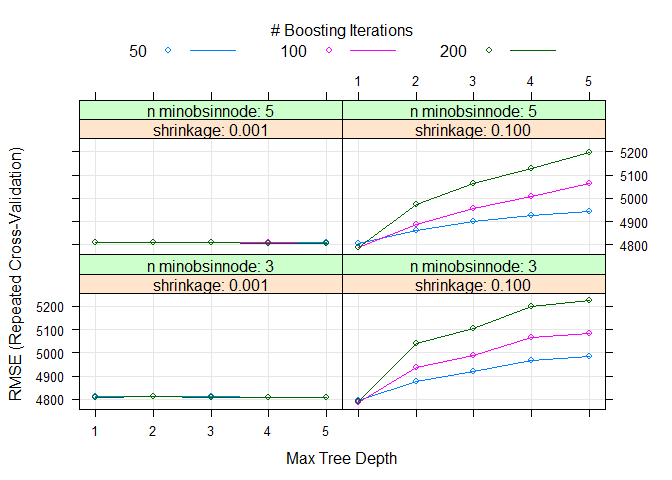 # Boosting Iterations
50 100 200
1 2 3 4 5
n minobsinnode: 5 n minobsinnode: 5
shrinkage: 0.001 shrinkage: 0.100
5200
5100
5000
4900
4800
n minobsinnode: 3 n minobsinnode: 3
shrinkage: 0.001 shrinkage: 0.100
5200
5100
5000
4900
4800
1 2 3 4 5
RMSE (Repeated Cross-Validation)
Max Tree Depth